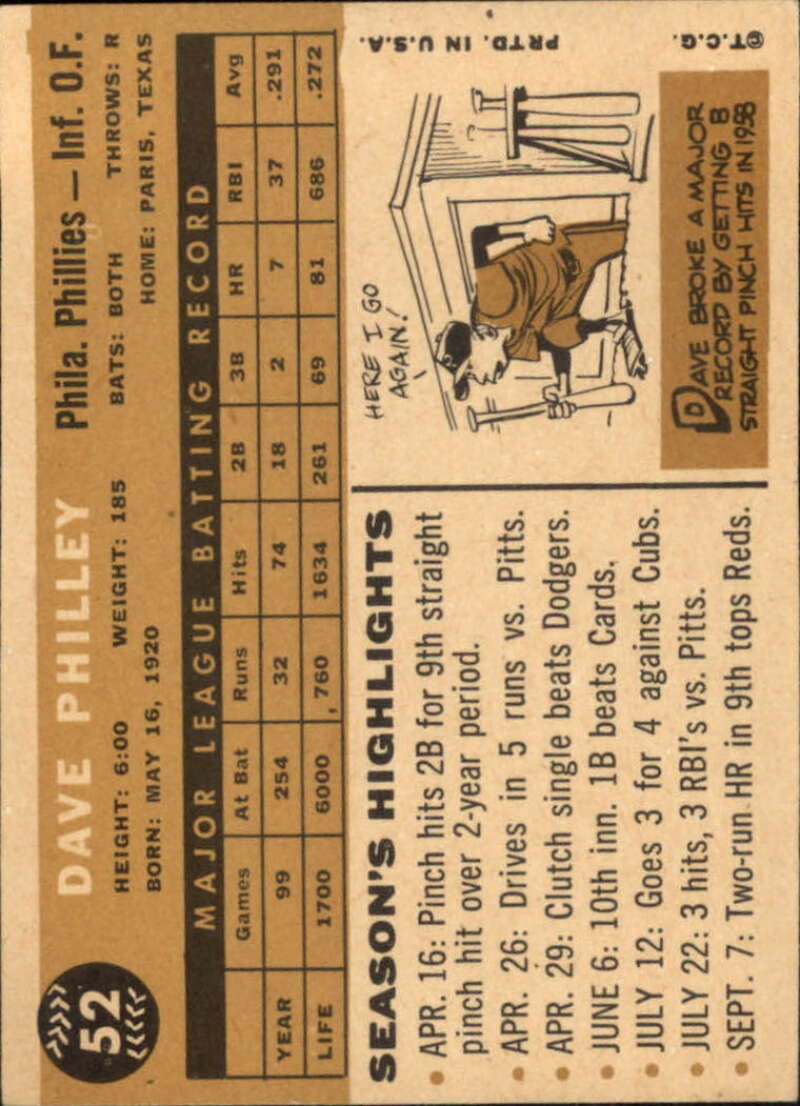 52
DAVE PHILLEY
Phila. Phillies — Inf. O.F.
HEIGHT: 6:00 WEIGHT: 185 BATS: BOTH THROWS: R
BORN: MAY 16, 1920 HOME: PARIS, TEXAS
MAJOR LEAGUE BATTING RECORD
Games At Bat Runs Hits 2B 3B HR RBI Avg
YEAR 99 254 32 74 18 2 7 37 .291
LIFE 1700 6000 760 1634 261 69 81 686 .272
SEASON'S HIGHLIGHTS
• APR. 16: Pinch hits 2B for 9th straight
pinch hit over 2-year period.
• APR. 26: Drives in 5 runs vs. Pitts.
• APR. 29: Clutch single beats Dodgers.
• JUNE 6: 10th inn. 1B beats Cards.
• JULY 12: Goes 3 for 4 against Cubs.
• JULY 22: 3 hits, 3 RBI's vs. Pitts.
• SEPT. 7: Two-run HR in 9th tops Reds.
HERE I GO
AGAIN!
DAVE BROKE A MAJOR
RECORD BY GETTING 8
STRAIGHT PINCH HITS IN 1958
©T.C.G. PRTD. IN U.S.A.